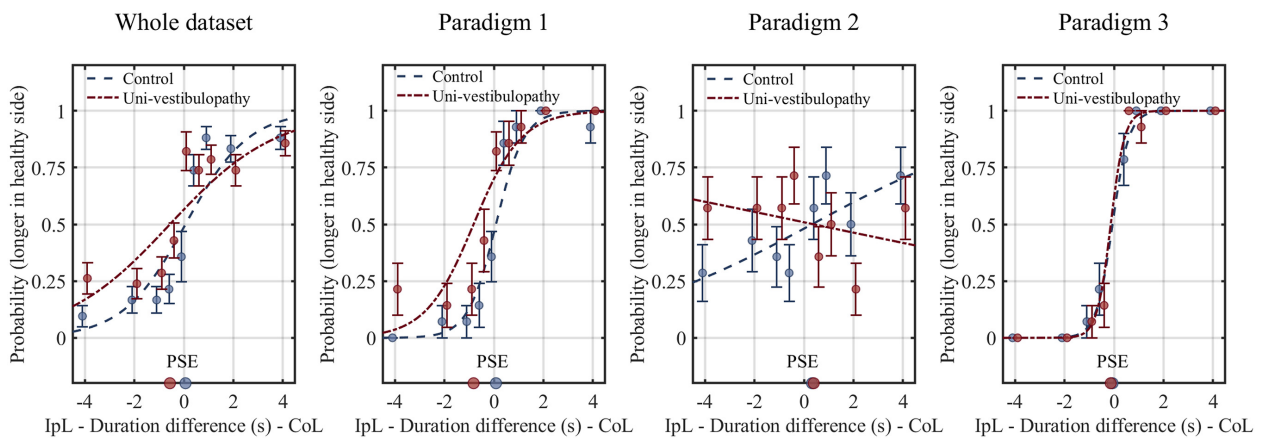 Whole dataset
Probability (longer in healthy side)
Control
Uni-vestibulopathy
1
0.75
0.5
0.25
0
PSE
-4 -2 0 2 4
IpL - Duration difference (s) - CoL
Paradigm 1
Probability (longer in healthy side)
Control
Uni-vestibulopathy
1
0.75
0.5
0.25
0
PSE
-4 -2 0 2 4
IpL - Duration difference (s) - CoL
Paradigm 2
Probability (longer in healthy side)
Control
Uni-vestibulopathy
1
0.75
0.5
0.25
0
PSE
-4 -2 0 2 4
IpL - Duration difference (s) - CoL
Paradigm 3
Probability (longer in healthy side)
Control
Uni-vestibulopathy
1
0.75
0.5
0.25
0
PSE
-4 -2 0 2 4
IpL - Duration difference (s) - CoL